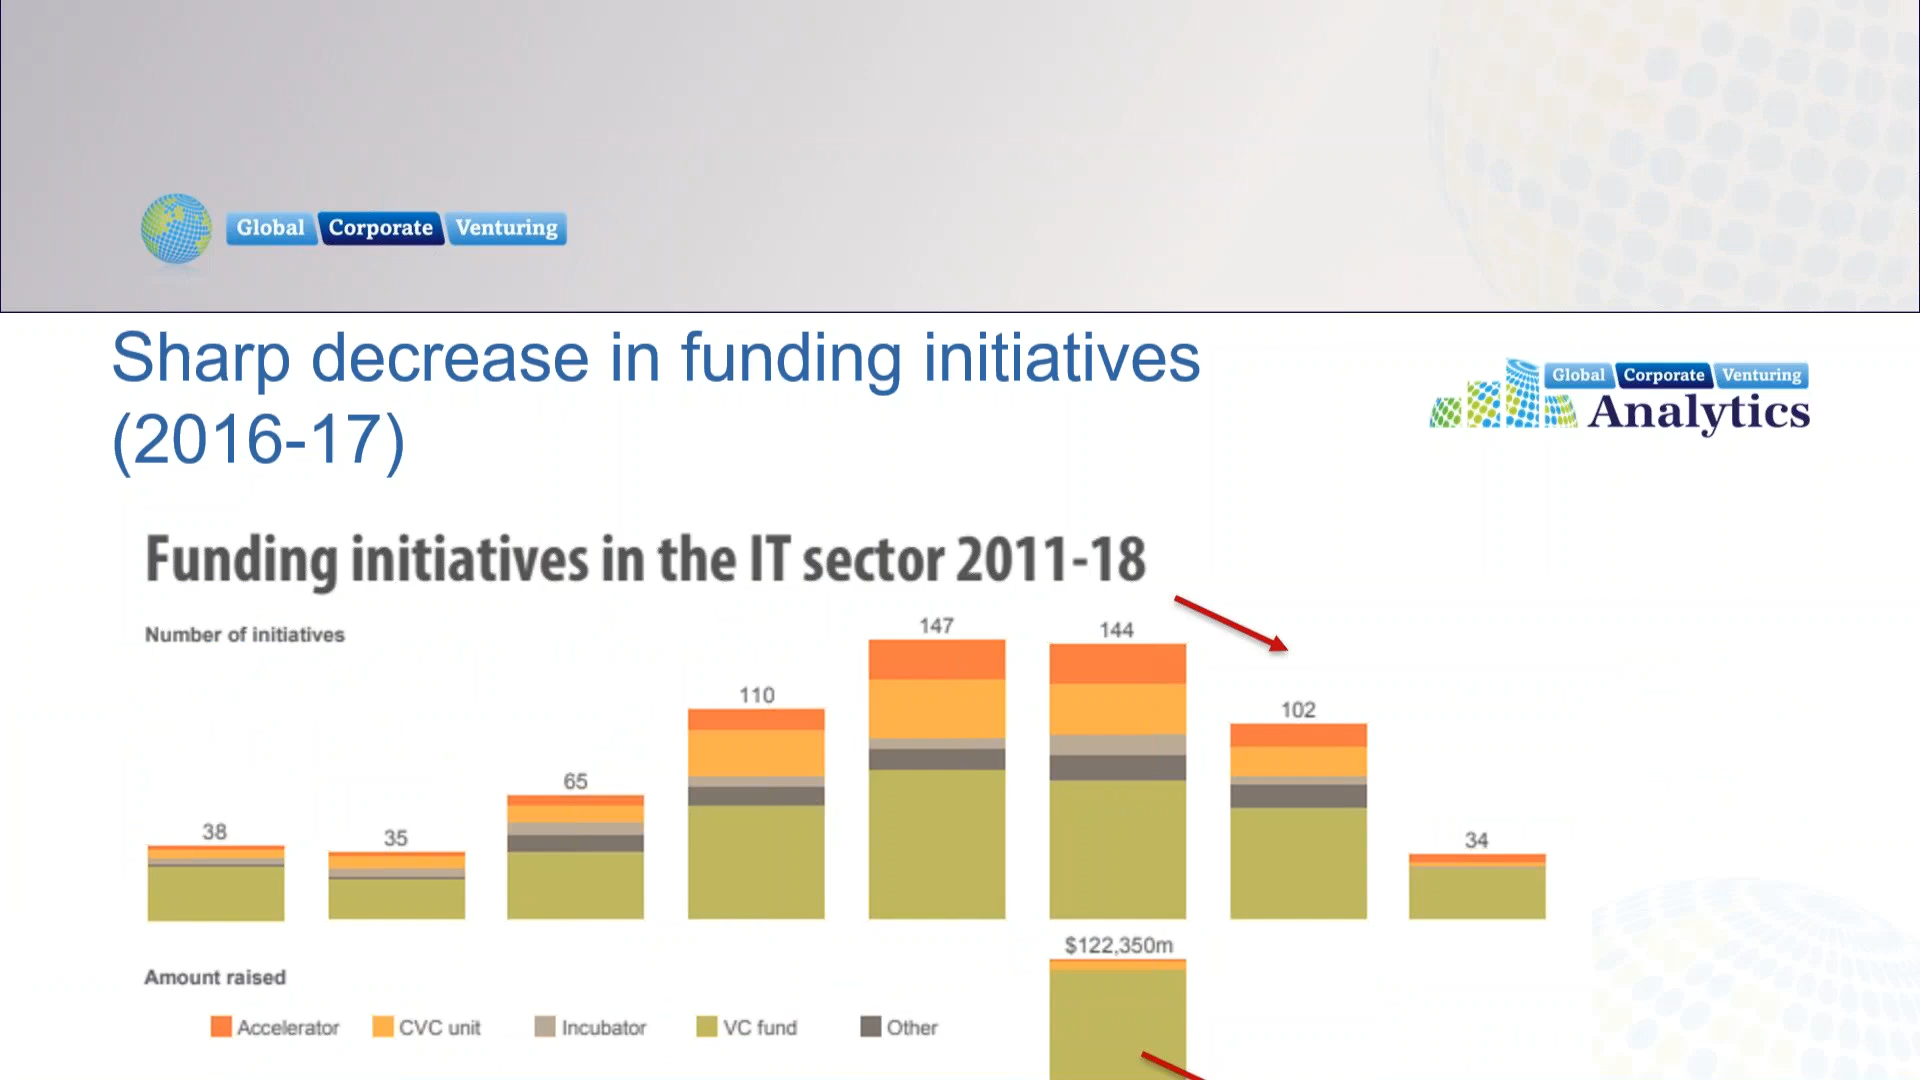 Global Corporate Venturing
Sharp decrease in funding initiatives
(2016-17)
Global Corporate Venturing
Analytics
Funding initiatives in the IT sector 2011-18
Number of initiatives
38
35
65
110
147
144
102
34
$122,350m
Amount raised
Accelerator CVC unit Incubator VC fund Other